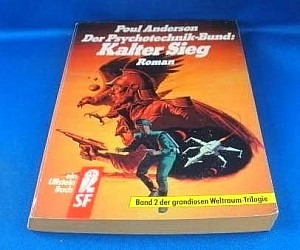 Poul Anderson
Der Psychotechnik-Bund:
Kalter Sieg
Roman
ein
Ullstein
Buch
SF
Band 2 der grandiosen Weltraum-Trilogie